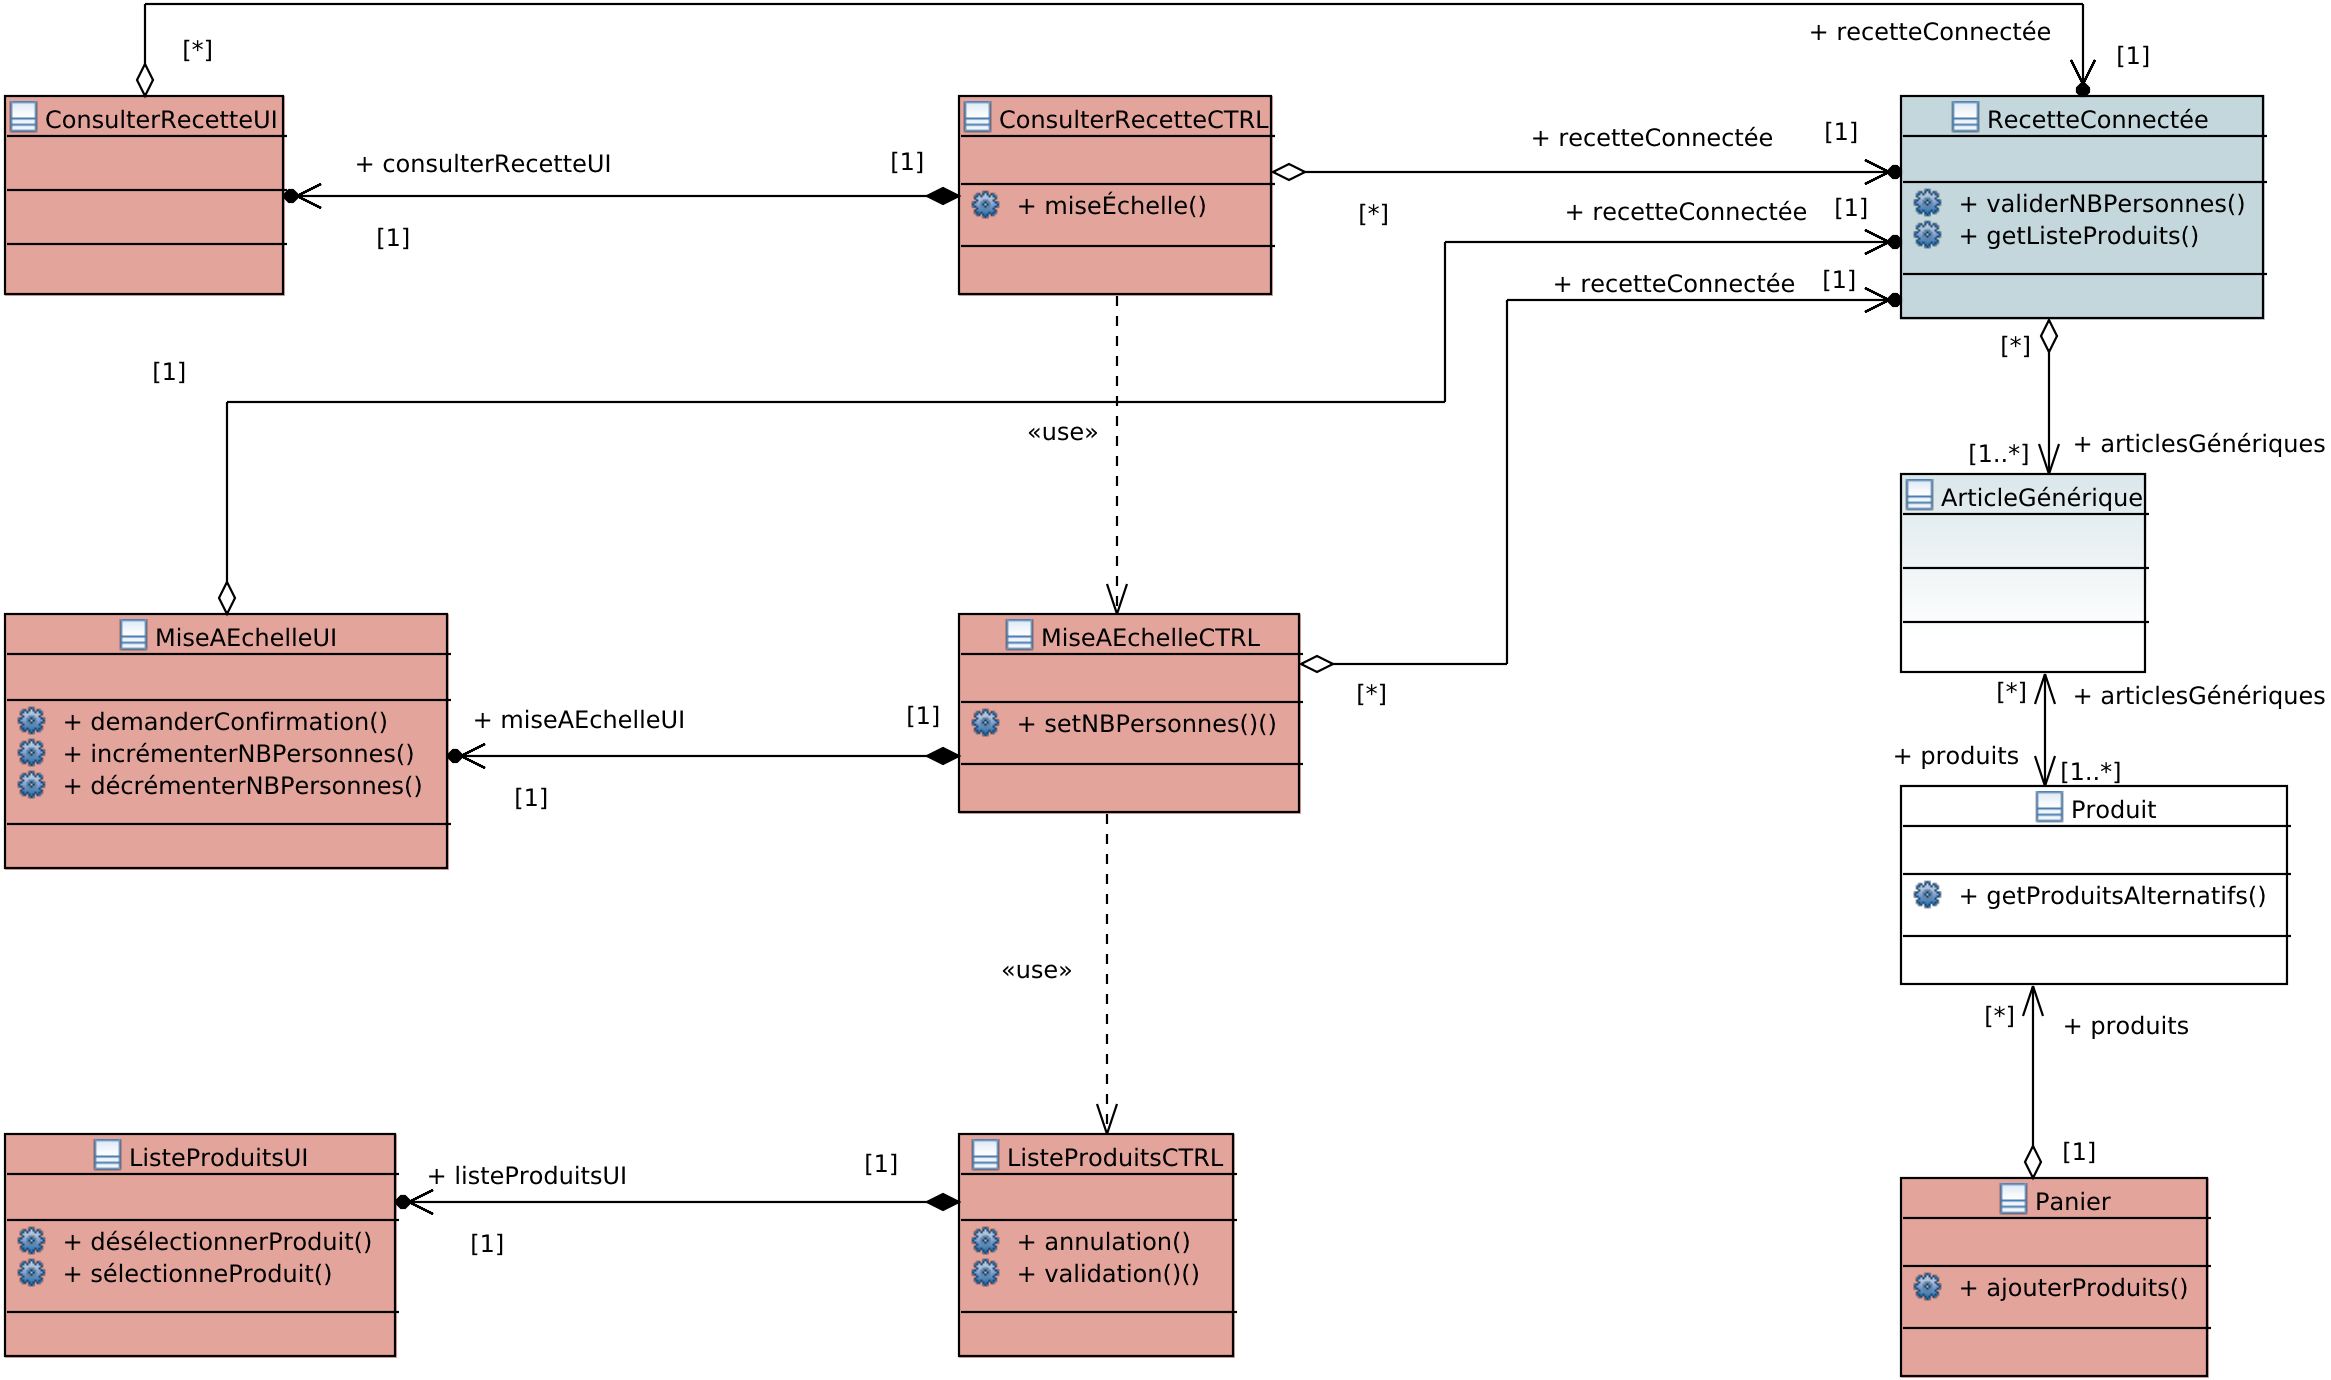 + recetteConnectée
[*]
[1]
ConsulterRecetteUI
ConsulterRecetteCTRL
RecetteConnectée
+ recetteConnectée
[1]
+ consulterRecetteUI
[1]
+ miseÉchelle()
+ validerNBPersonnes()
+ getListeProduits()
[*]
+ recetteConnectée
[1]
[1]
+ recetteConnectée
[1]
[*]
[1]
«use»
[1..*]
+ articlesGénériques
ArticleGénérique
MiseAEchelleUI
MiseAEchelleCTRL
[*]
[*]
+ articlesGénériques
+ demanderConfirmation()
+ incrémenterNBPersonnes()
+ décrémenterNBPersonnes()
+ miseAEchelleUI
[1]
+ setNBPersonnes()()
+ produits
[1..*]
[1]
Produit
+ getProduitsAlternatifs()
«use»
[*]
+ produits
[1]
ListeProduitsUI
+ listeProduitsUI
[1]
ListeProduitsCTRL
Panier
+ désélectionnerProduit()
+ sélectionneProduit()
[1]
+ annulation()
+ validation()()
+ ajouterProduits()